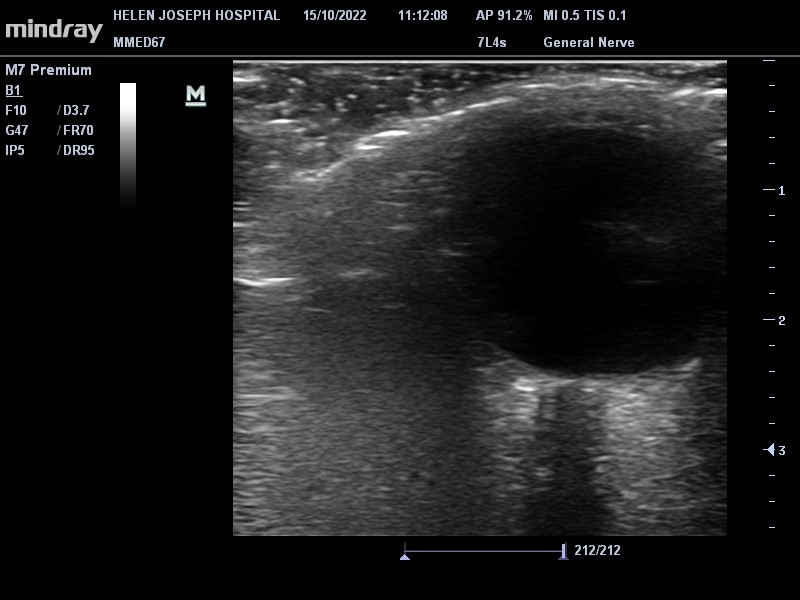 mindray
HELEN JOSEPH HOSPITAL 15/10/2022 11:12:08 AP 91.2% MI 0.5 TIS 0.1
MMED67 7L4s General Nerve
M7 Premium
B1
F10 / D3.7
G47 / FR70
IP5 / DR95
M
1
2
3
212/212